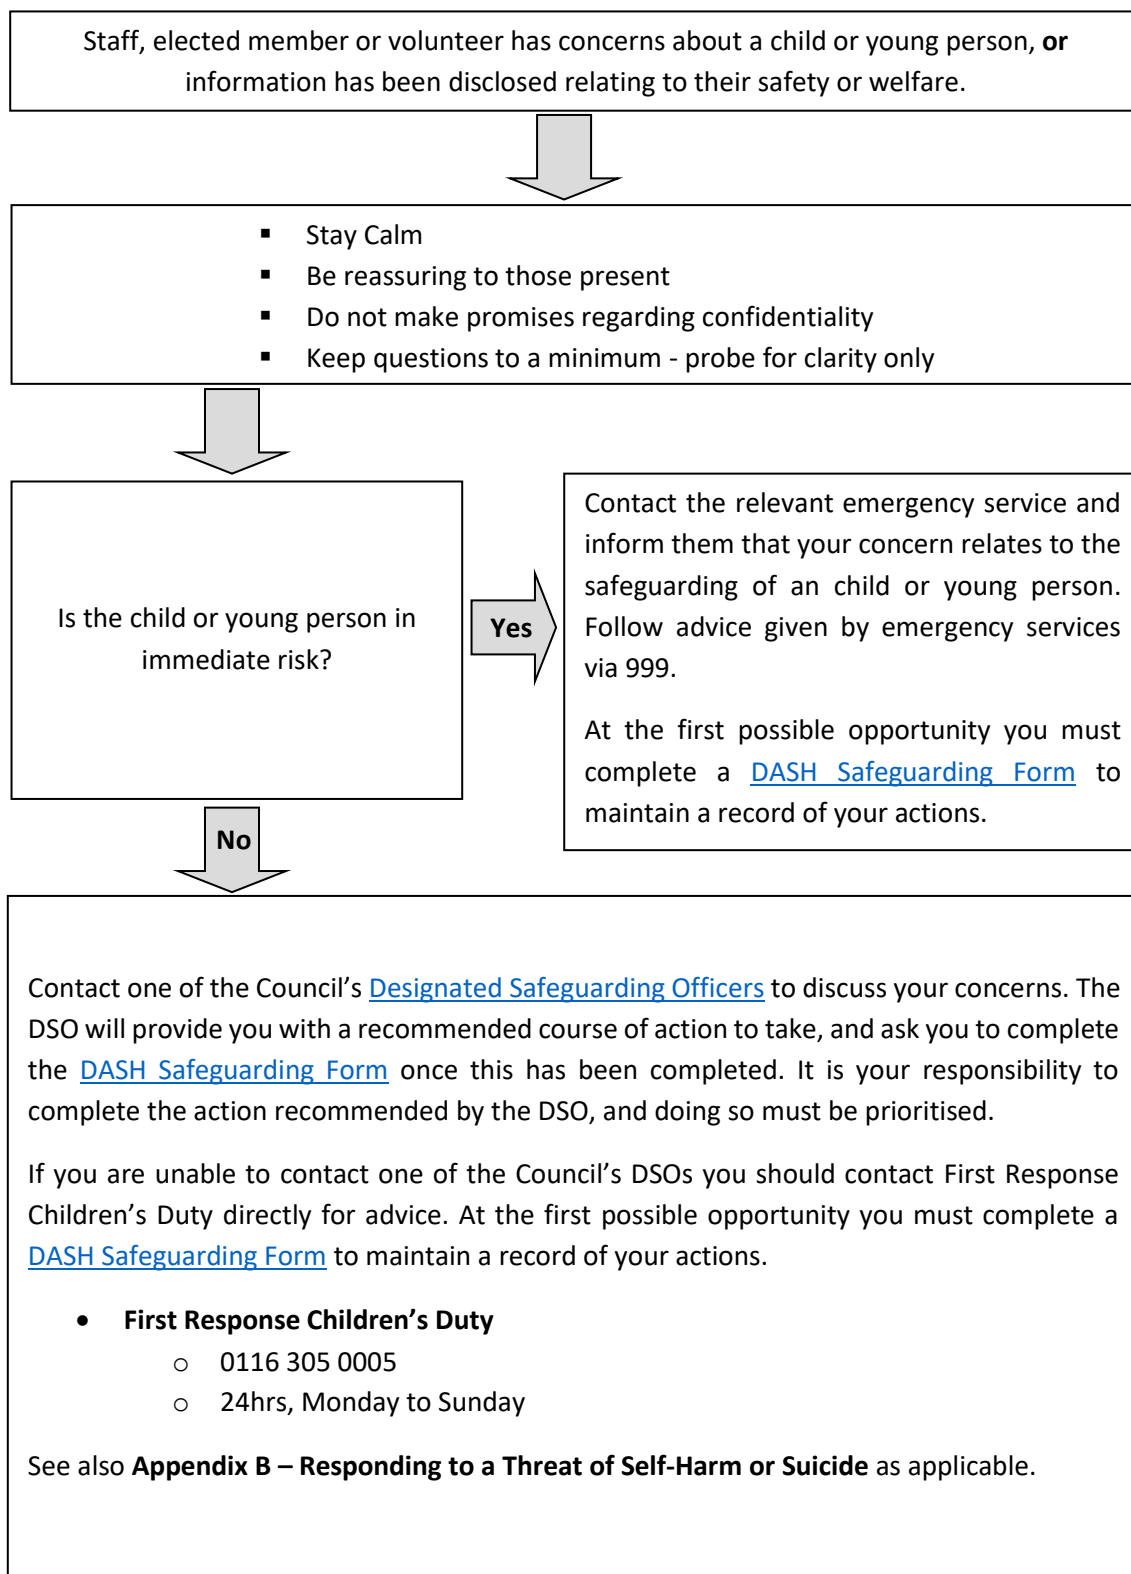 Staff, elected member or volunteer has concerns about a child or young person, or
information has been disclosed relating to their safety or welfare.
▪ Stay Calm
▪ Be reassuring to those present
▪ Do not make promises regarding confidentiality
▪ Keep questions to a minimum - probe for clarity only
Is the child or young person in
immediate risk?
Yes
Contact the relevant emergency service and
inform them that your concern relates to the
safeguarding of an child or young person.
Follow advice given by emergency services
via 999.
At the first possible opportunity you must
complete a DASH Safeguarding Form to
maintain a record of your actions.
No
Contact one of the Council’s Designated Safeguarding Officers to discuss your concerns. The
DSO will provide you with a recommended course of action to take, and ask you to complete
the DASH Safeguarding Form once this has been completed. It is your responsibility to
complete the action recommended by the DSO, and doing so must be prioritised.
If you are unable to contact one of the Council’s DSOs you should contact First Response
Children’s Duty directly for advice. At the first possible opportunity you must complete a
DASH Safeguarding Form to maintain a record of your actions.
• First Response Children’s Duty
o 0116 305 0005
o 24hrs, Monday to Sunday
See also Appendix B – Responding to a Threat of Self-Harm or Suicide as applicable.